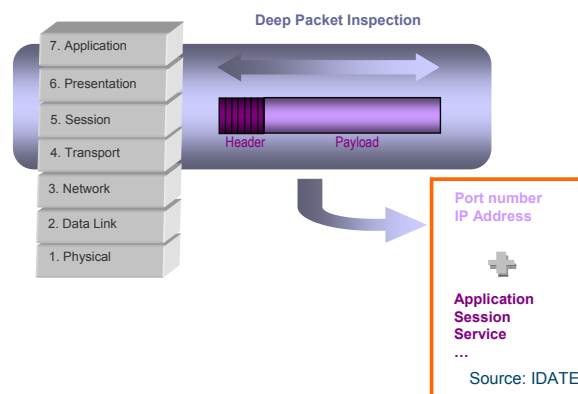 Deep Packet Inspection
7. Application
6. Presentation
5. Session
4. Transport
3. Network
2. Data Link
1. Physical
Header
Payload
Port number
IP Address
Application
Session
Service
…
Source: IDATE